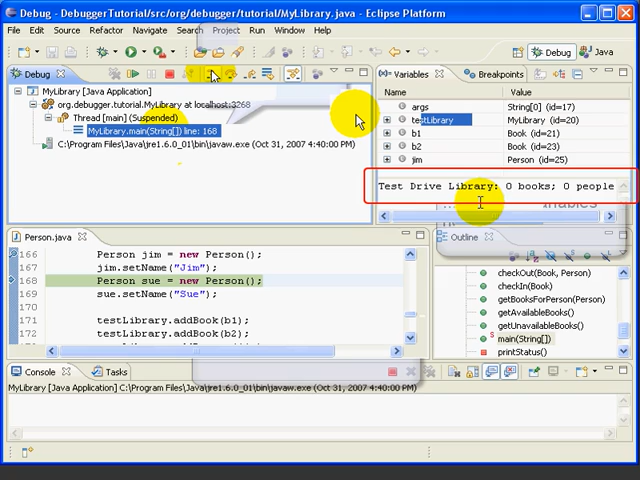 Debug - DebuggerTutorial/src/org/debugger/tutorial/MyLibrary.java - Eclipse Platform
File Edit Source Refactor Navigate Search Project Run Window Help
Debug Java
Debug
MyLibrary [Java Application]
org.debugger.tutorial.MyLibrary at localhost:3268
Thread [main] (Suspended)
MyLibrary.main(String[]) line: 168
C:\Program Files\Java\jre1.6.0_01\bin\javaw.exe (Oct 31, 2007 4:40:00 PM)
Variables Breakpoints
Name Value
args String[0] (id=17)
testLibrary MyLibrary (id=20)
b1 Book (id=21)
b2 Book (id=23)
jim Person (id=25)
Test Drive Library: 0 books; 0 people
Person.java
166 Person jim = new Person();
167 jim.setName("Jim");
168 Person sue = new Person();
169 sue.setName("Sue");
171 testLibrary.addBook(b1);
172 testLibrary.addBook(b2);
Outline
checkOut(Book, Person)
checkIn(Book)
getBooksForPerson(Person)
getAvailableBooks()
getUnavailableBooks()
main(String[])
printStatus()
Console Tasks
MyLibrary [Java Application] C:\Program Files\Java\jre1.6.0_01\bin\javaw.exe (Oct 31, 2007 4:40:00 PM)